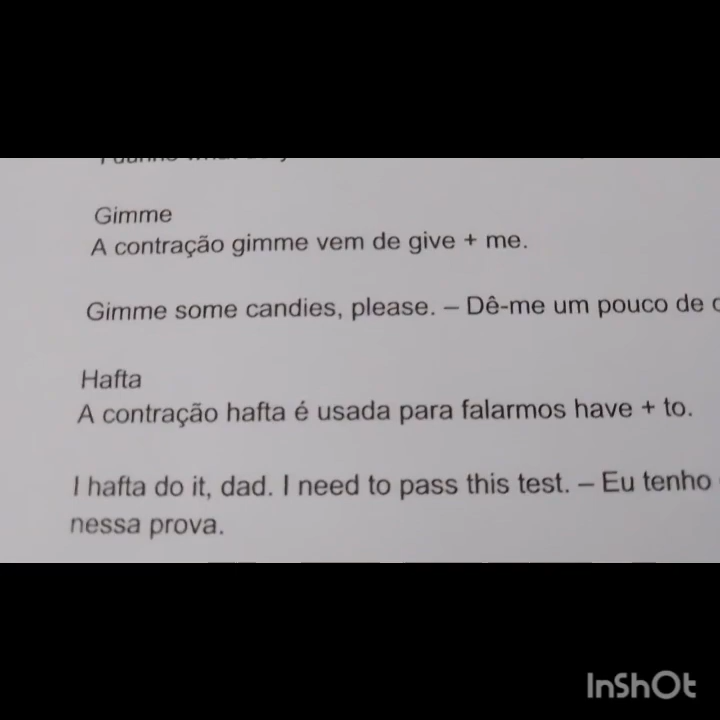 Gimme
A contração gimme vem de give + me.
Gimme some candies, please. – Dê-me um pouco de
Hafta
A contração hafta é usada para falarmos have + to.
I hafta do it, dad. I need to pass this test. – Eu tenho
nessa prova.
InShOt